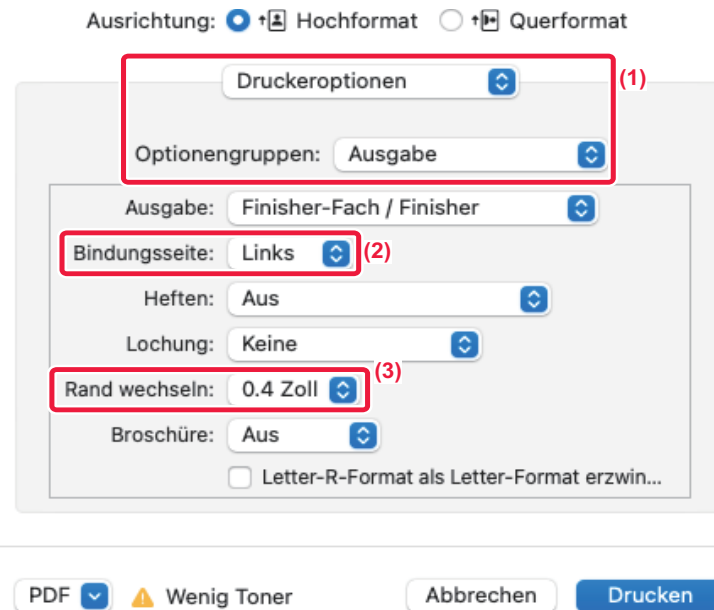 Ausrichtung: Hochformat Querformat
Druckeroptionen (1)
Optionengruppen: Ausgabe
Ausgabe: Finisher-Fach / Finisher
Bindungsseite: Links (2)
Heften: Aus
Lochung: Keine
Rand wechseln: 0.4 Zoll (3)
Broschüre: Aus
Letter-R-Format als Letter-Format erzwin...
PDF Wenig Toner Abbrechen Drucken